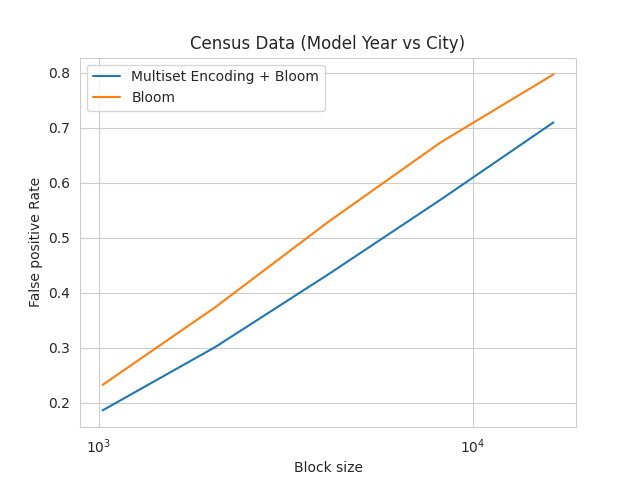 Census Data (Model Year vs City)
Multiset Encoding + Bloom
Bloom
0.8
0.7
0.6
0.5
0.4
0.3
0.2
False positive Rate
10³
10⁴
Block size